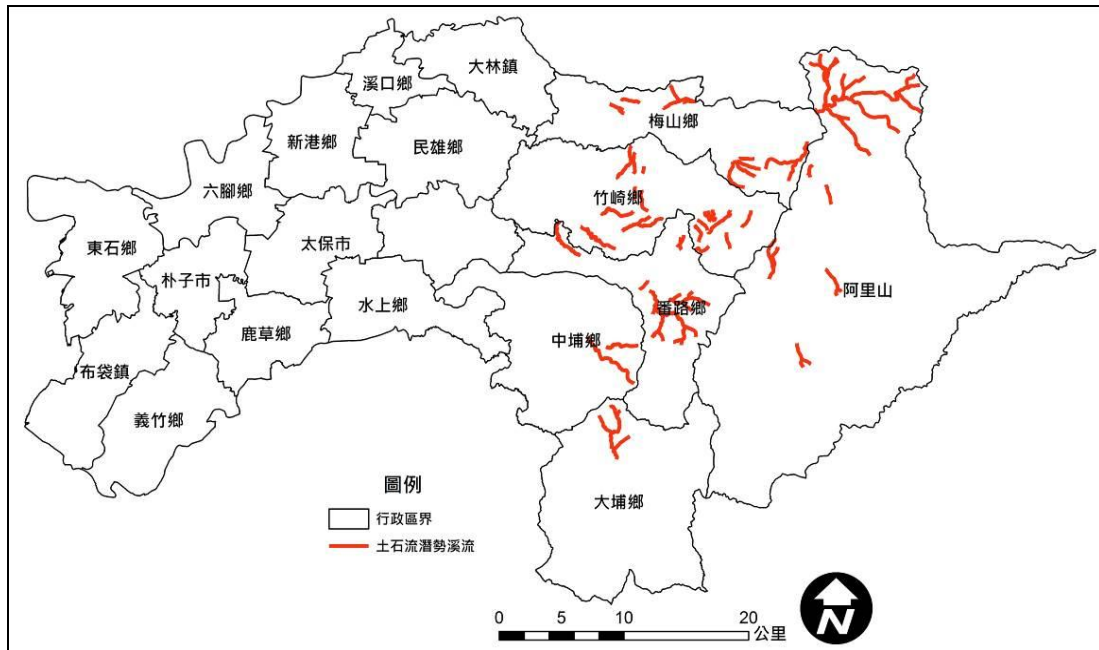 大林鎮
溪口鄉
梅山鄉
新港鄉
民雄鄉
六腳鄉
竹崎鄉
東石鄉
太保市
朴子市
水上鄉
阿里山
番路鄉
鹿草鄉
中埔鄉
布袋鎮
義竹鄉
大埔鄉
圖例
行政區界
土石流潛勢溪流
0 5 10 20
公里
N